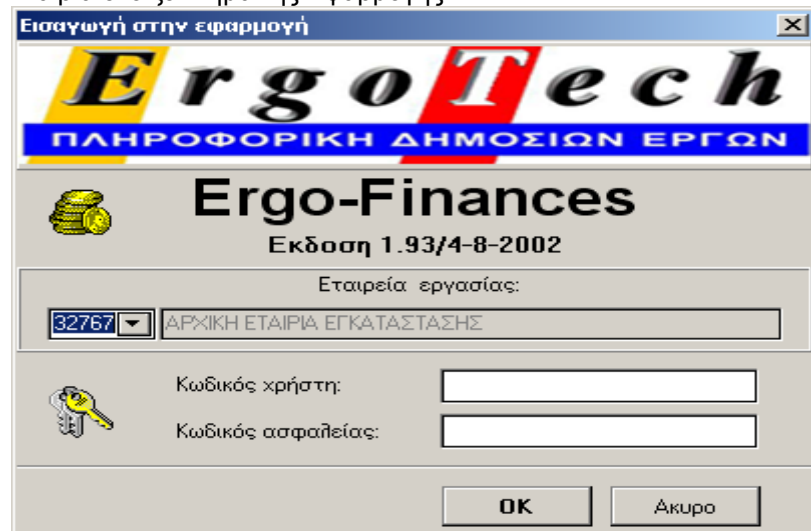 Εισαγωγή στην εφαρμογή
ErgoTech
ΠΛΗΡΟΦΟΡΙΚΗ ΔΗΜΟΣΙΩΝ ΕΡΓΩΝ
Ergo-Finances
Εκδοση 1.93/4-8-2002
Εταιρεία εργασίας:
32767 ΑΡΧΙΚΗ ΕΤΑΙΡΙΑ ΕΓΚΑΤΑΣΤΑΣΗΣ
Κωδικός χρήστη:
Κωδικός ασφαλείας:
OK Ακυρο